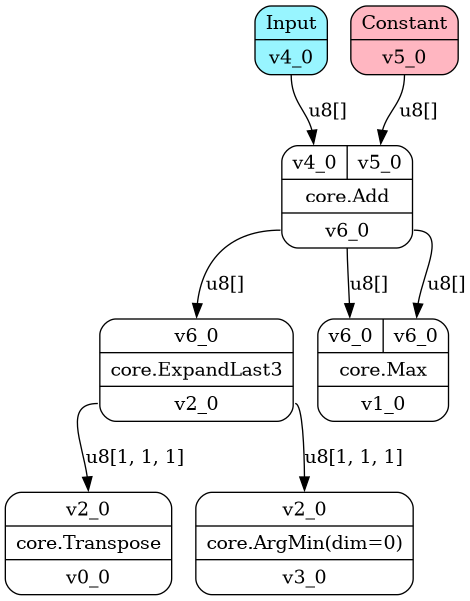 Input
v4_0
Constant
v5_0
u8[]
u8[]
v4_0
v5_0
core.Add
v6_0
u8[]
u8[]
u8[]
v6_0
core.ExpandLast3
v2_0
v6_0
v6_0
core.Max
v1_0
u8[1, 1, 1]
u8[1, 1, 1]
v2_0
core.Transpose
v0_0
v2_0
core.ArgMin(dim=0)
v3_0